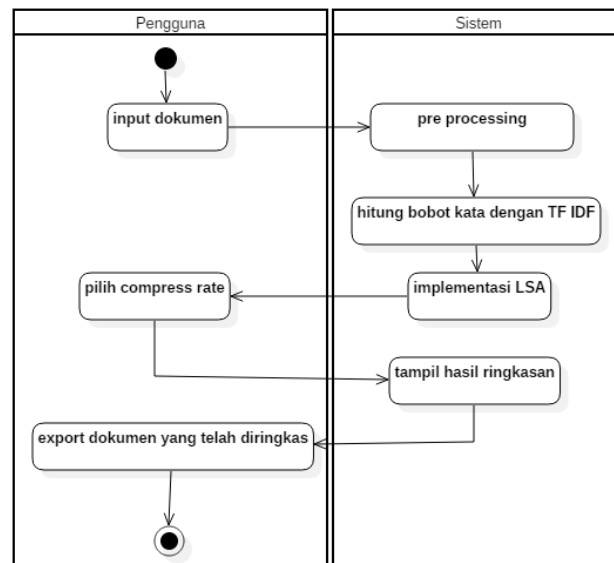 Pengguna
Sistem
input dokumen
pre processing
hitung bobot kata dengan TF IDF
implementasi LSA
pilih compress rate
tampil hasil ringkasan
export dokumen yang telah diringkas